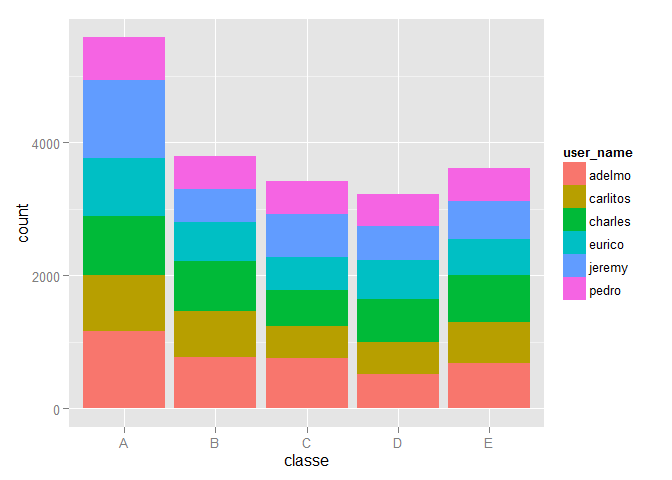 count
4000
2000
0
A B C D E
classe
user_name
adelmo
carlitos
charles
eurico
jeremy
pedro